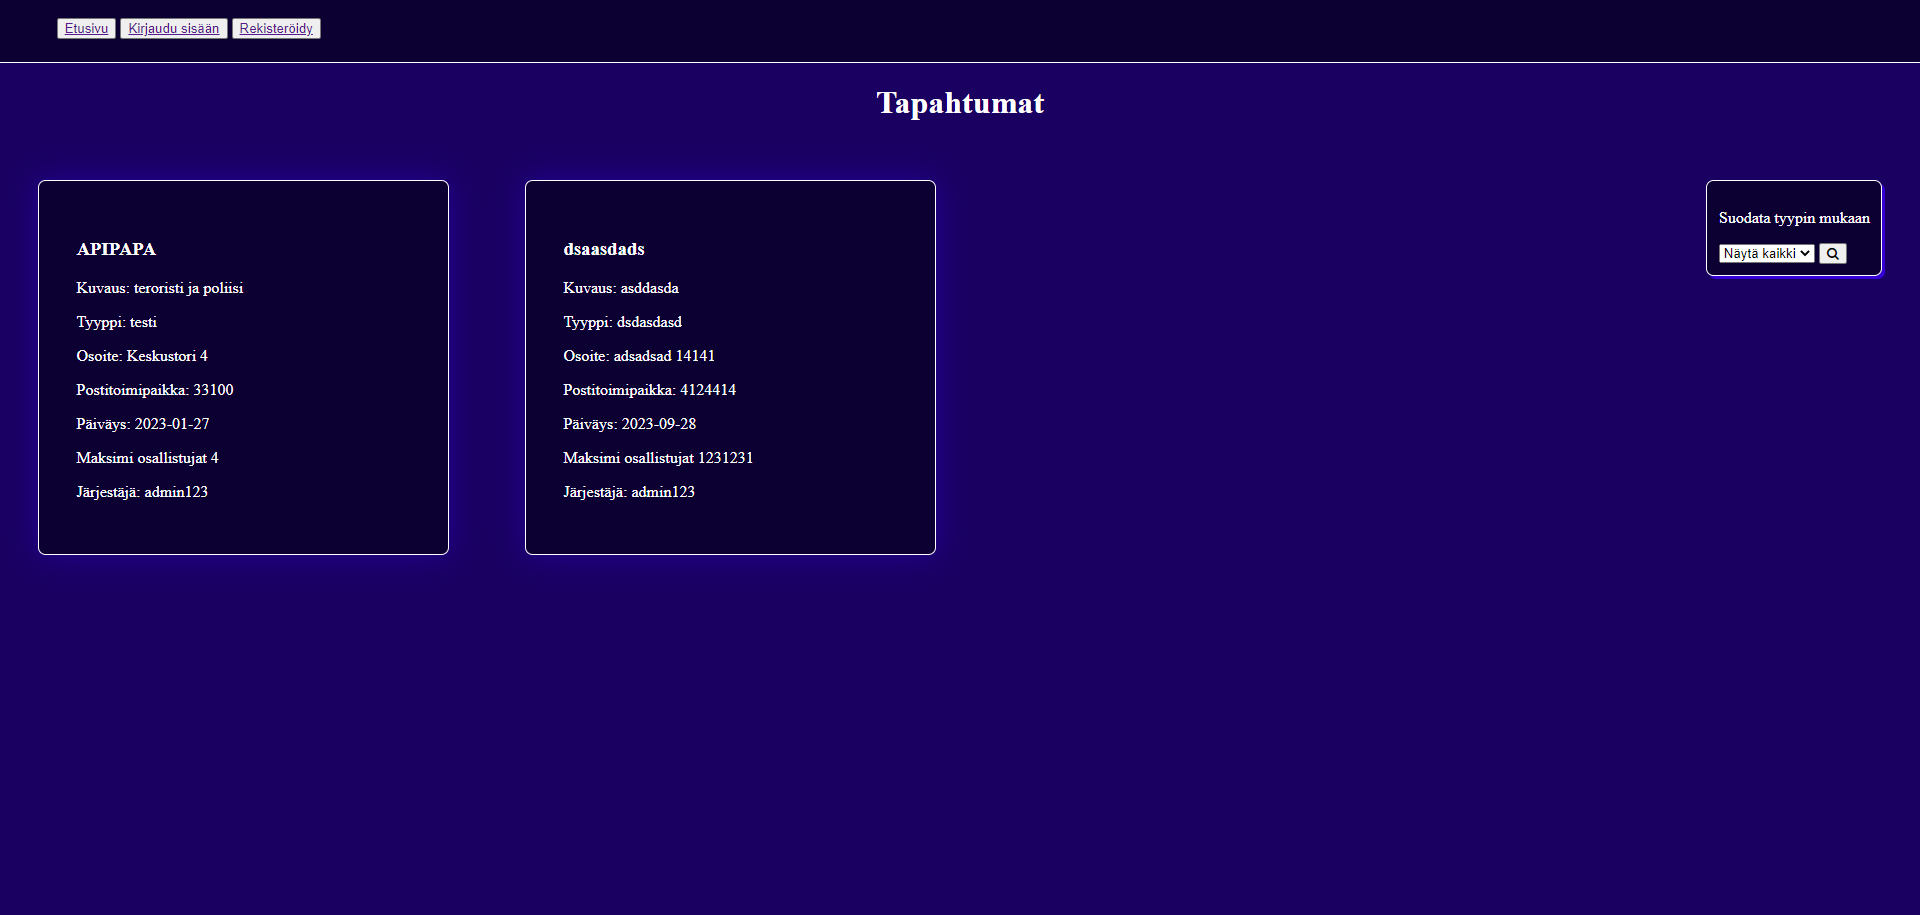 Etusivu Kirjaudu sisään Rekisteröidy
Tapahtumat
APIPAPA
Kuvaus: teroristi ja poliisi
Tyyppi: testi
Osoite: Keskustori 4
Postitoimipaikka: 33100
Päiväys: 2023-01-27
Maksimi osallistujat 4
Järjestäjä: admin123
dsaasdads
Kuvaus: asddasda
Tyyppi: dsdasdasd
Osoite: adsadsad 14141
Postitoimipaikka: 4124414
Päiväys: 2023-09-28
Maksimi osallistujat 1231231
Järjestäjä: admin123
Suodata tyypin mukaan
Näytä kaikki